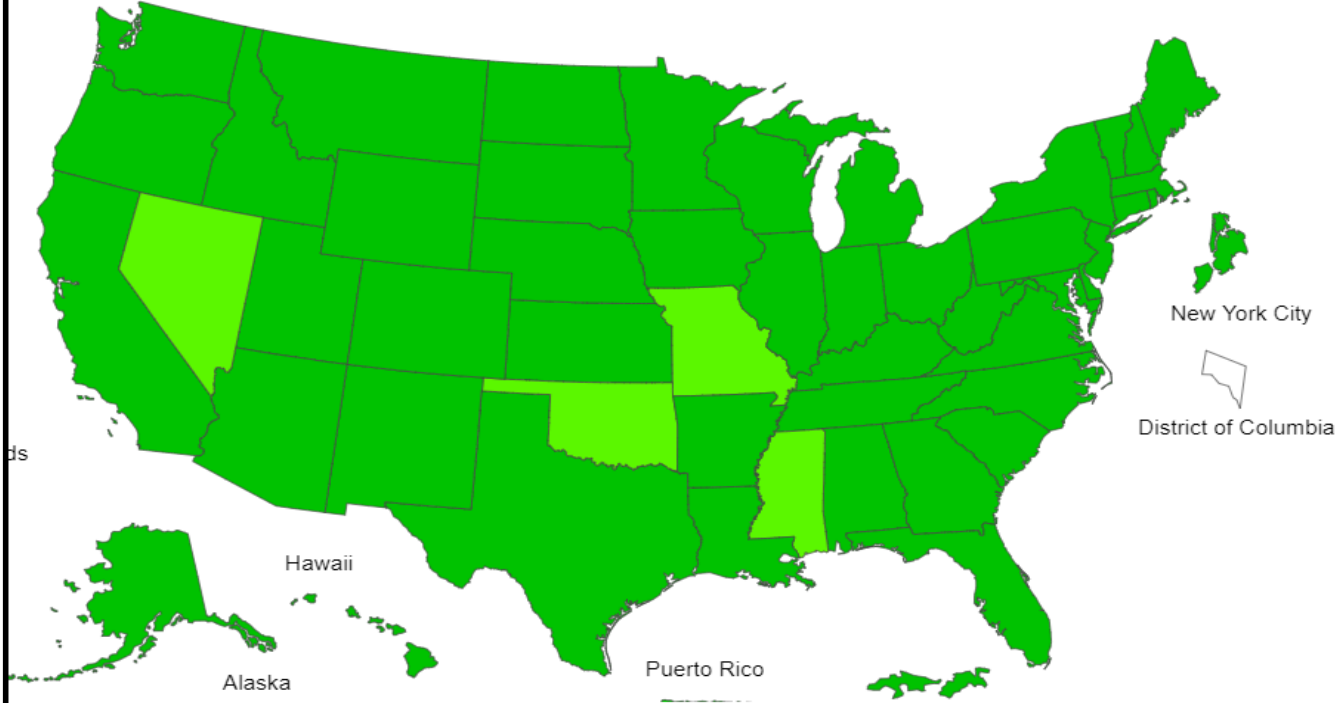 New York City
District of Columbia
ds
Hawaii
Puerto Rico
Alaska